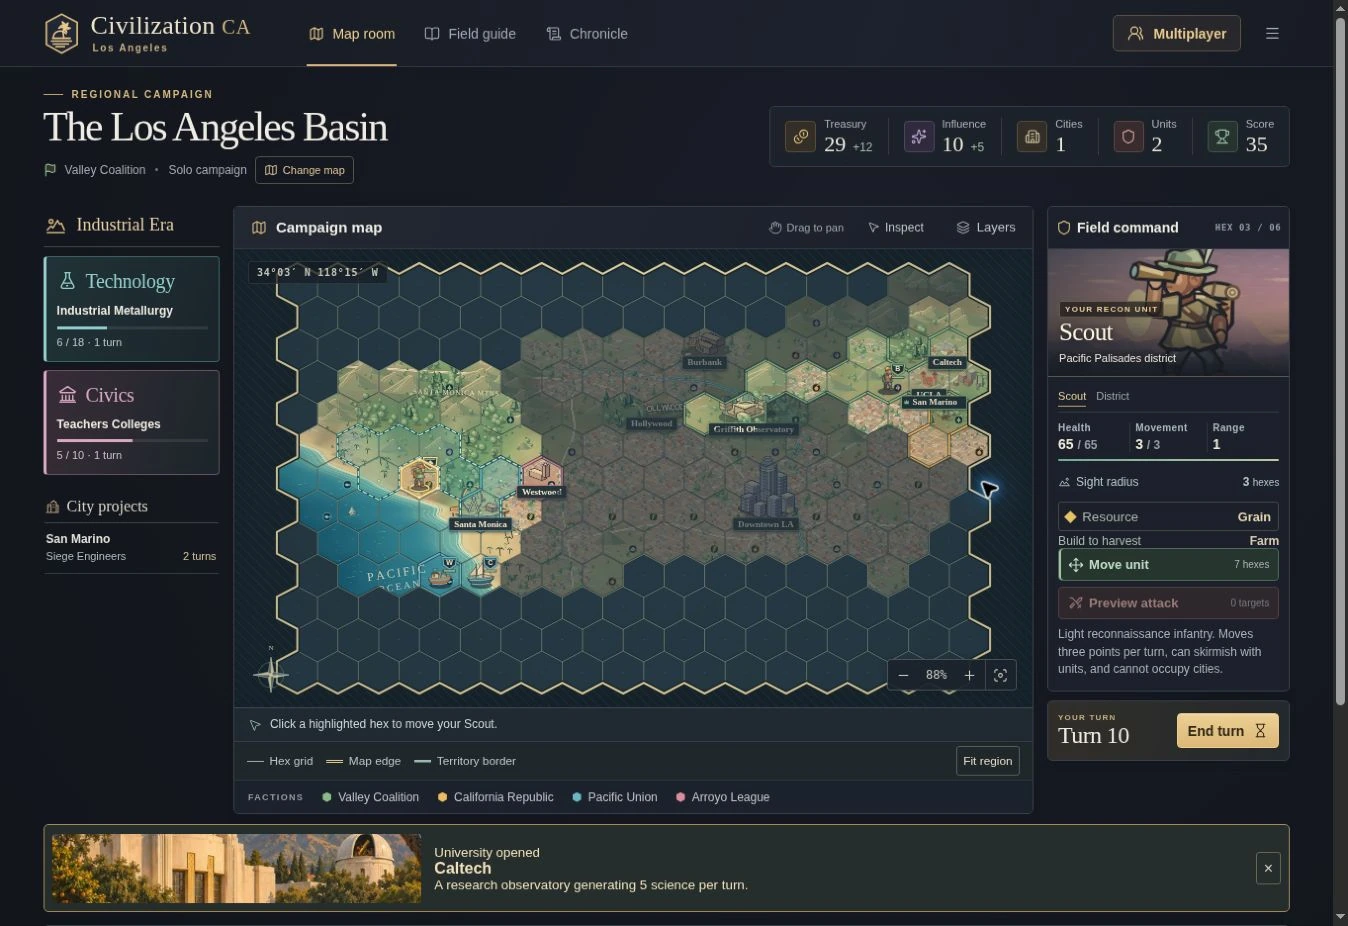 Civilization CA
Los Angeles
Map room
Field guide
Chronicle
Multiplayer
REGIONAL CAMPAIGN
The Los Angeles Basin
Valley Coalition • Solo campaign
Change map
Treasury
29 +12
Influence
10 +5
Cities
1
Units
2
Score
35
Industrial Era
Technology
Industrial Metallurgy
6 / 18 · 1 turn
Civics
Teachers Colleges
5 / 10 · 1 turn
City projects
San Marino
Siege Engineers 2 turns
Campaign map
Drag to pan
Inspect
Layers
34°03′ N 118°15′ W
Burbank
Caltech
B
SANTA MONICA MTNS
UCLA
San Marino
Hollywood
Griffith Observatory
Westwood
Santa Monica
Downtown LA
W
C
PACIFIC
OCEAN
N
88%
Click a highlighted hex to move your Scout.
Hex grid
Map edge
Territory border
Fit region
FACTIONS
Valley Coalition
California Republic
Pacific Union
Arroyo League
Field command
HEX 03 / 06
YOUR RECON UNIT
Scout
Pacific Palisades district
Scout District
Health
65 / 65
Movement
3 / 3
Range
1
Sight radius 3 hexes
Resource Grain
Build to harvest Farm
Move unit 7 hexes
Preview attack 0 targets
Light reconnaissance infantry. Moves
three points per turn, can skirmish with
units, and cannot occupy cities.
YOUR TURN
Turn 10
End turn
University opened
Caltech
A research observatory generating 5 science per turn.